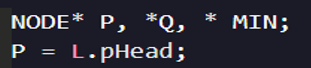 NODE* P, *Q, * MIN;
P = L.pHead;